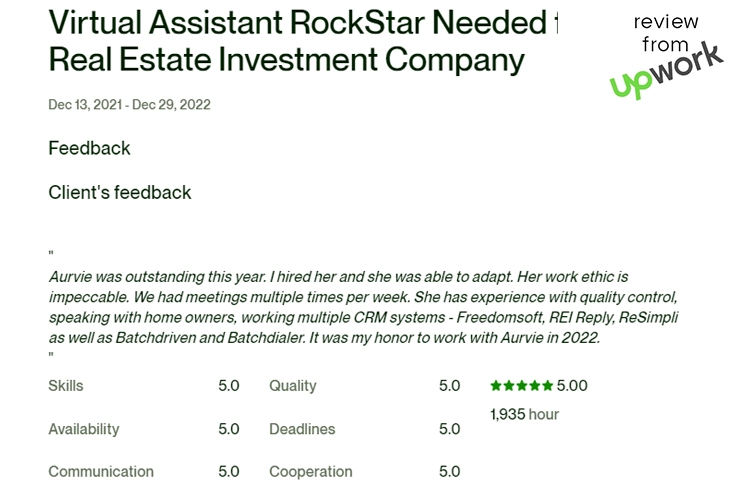 Virtual Assistant RockStar Needed
Real Estate Investment Company
review
from
upwork
Dec 13, 2021 - Dec 29, 2022
Feedback
Client's feedback
"
Aurvie was outstanding this year. I hired her and she was able to adapt. Her work ethic is
impeccable. We had meetings multiple times per week. She has experience with quality control,
speaking with home owners, working multiple CRM systems - Freedomsoft, REI Reply, ReSimpli
as well as Batchdriven and Batchdialer. It was my honor to work with Aurvie in 2022.
"
Skills 5.0 Quality 5.0 ★★★★★ 5.00
1,935 hour
Availability 5.0 Deadlines 5.0
Communication 5.0 Cooperation 5.0